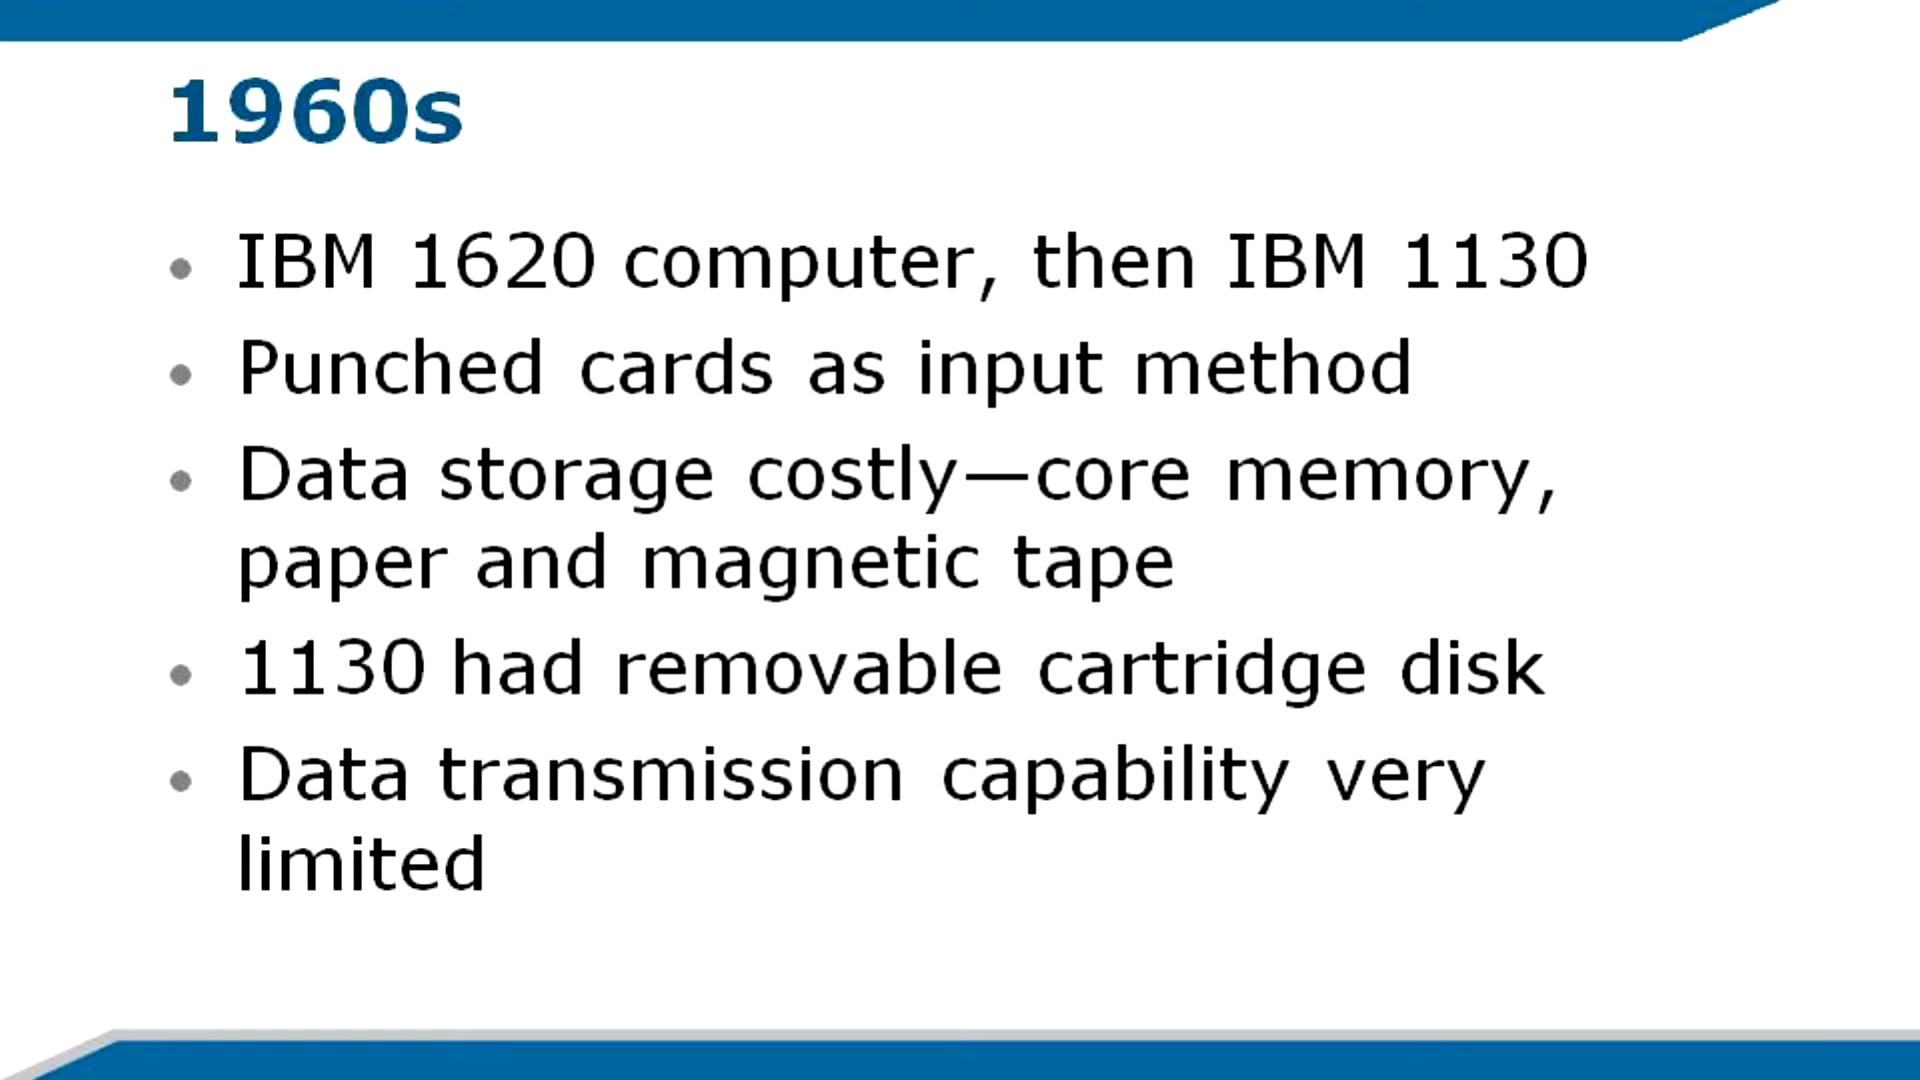 1960s
• IBM 1620 computer, then IBM 1130
• Punched cards as input method
• Data storage costly—core memory,
paper and magnetic tape
• 1130 had removable cartridge disk
• Data transmission capability very
limited